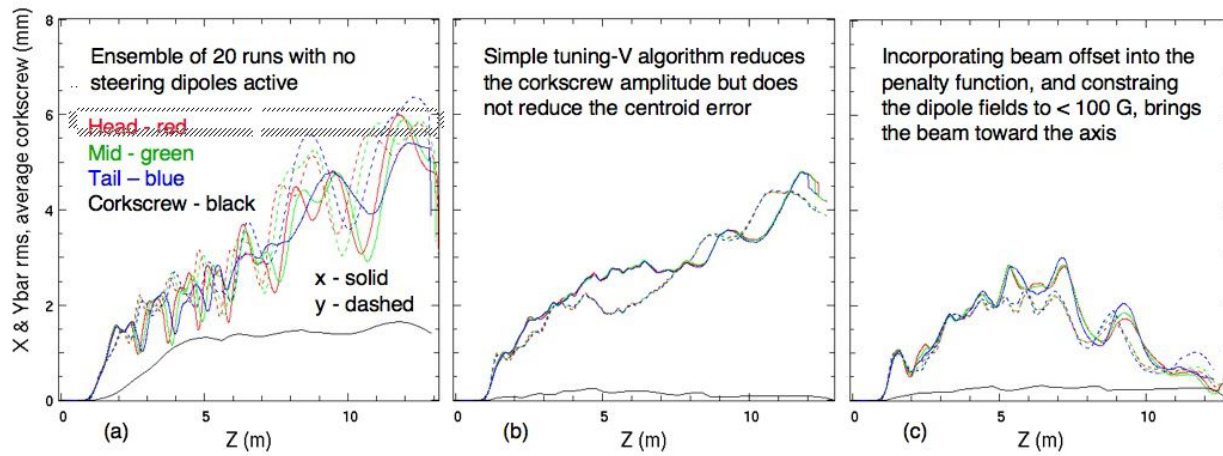 X & Ybar rms, average corkscrew (mm)
8
6
4
2
0
Ensemble of 20 runs with no
steering dipoles active
Head - red
Mid - green
Tail – blue
Corkscrew - black
x - solid
y - dashed
0 5 10
(a)
Z (m)
Simple tuning-V algorithm reduces
the corkscrew amplitude but does
not reduce the centroid error
0 5 10
(b)
Z (m)
Incorporating beam offset into the
penalty function, and constraing
the dipole fields to < 100 G, brings
the beam toward the axis
0 5 10
(c)
Z (m)